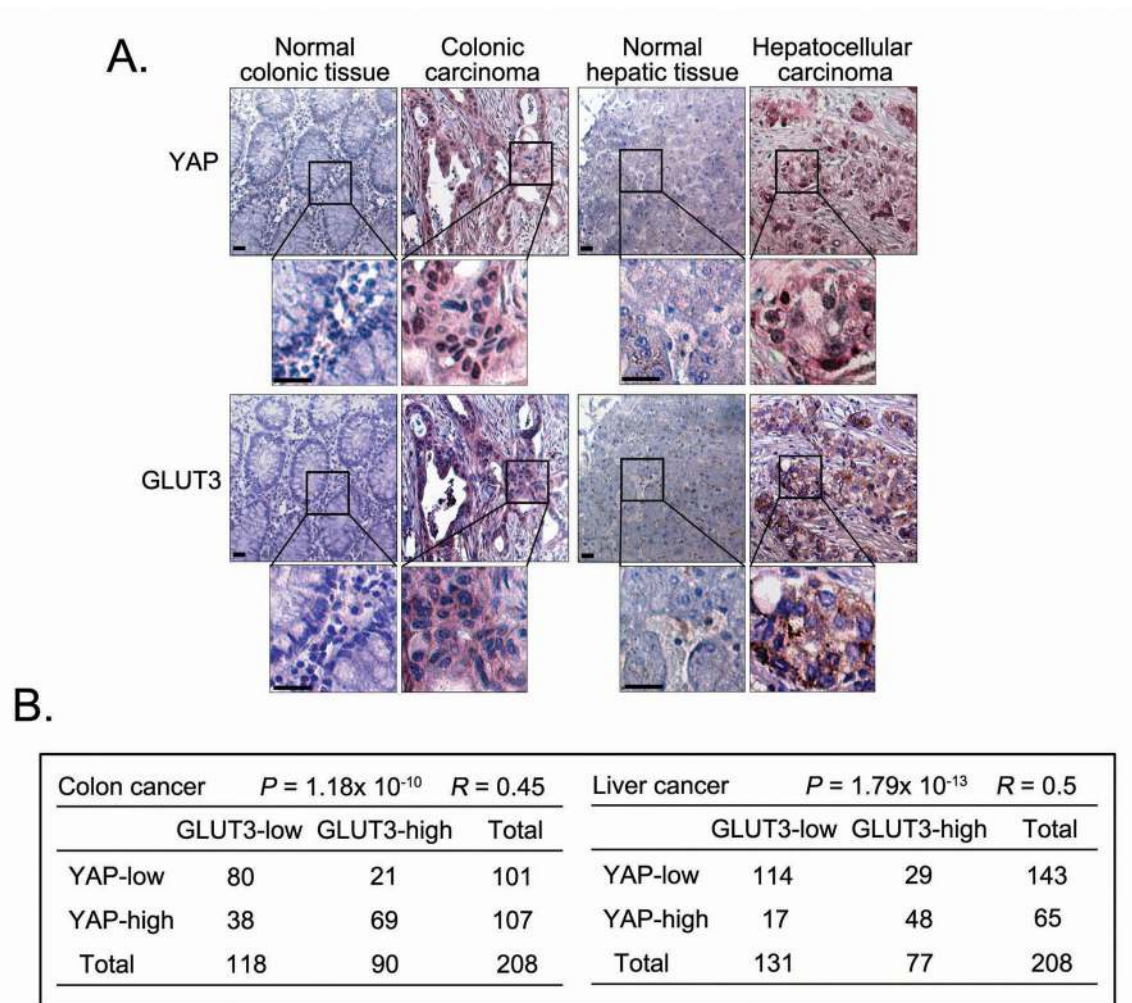 A.
Normal colonic tissue
Colonic carcinoma
Normal hepatic tissue
Hepatocellular carcinoma
YAP
GLUT3
B.
Colon cancer P = 1.18x 10⁻¹⁰ R = 0.45
GLUT3-low GLUT3-high Total
YAP-low 80 21 101
YAP-high 38 69 107
Total 118 90 208
Liver cancer P = 1.79x 10⁻¹³ R = 0.5
GLUT3-low GLUT3-high Total
YAP-low 114 29 143
YAP-high 17 48 65
Total 131 77 208